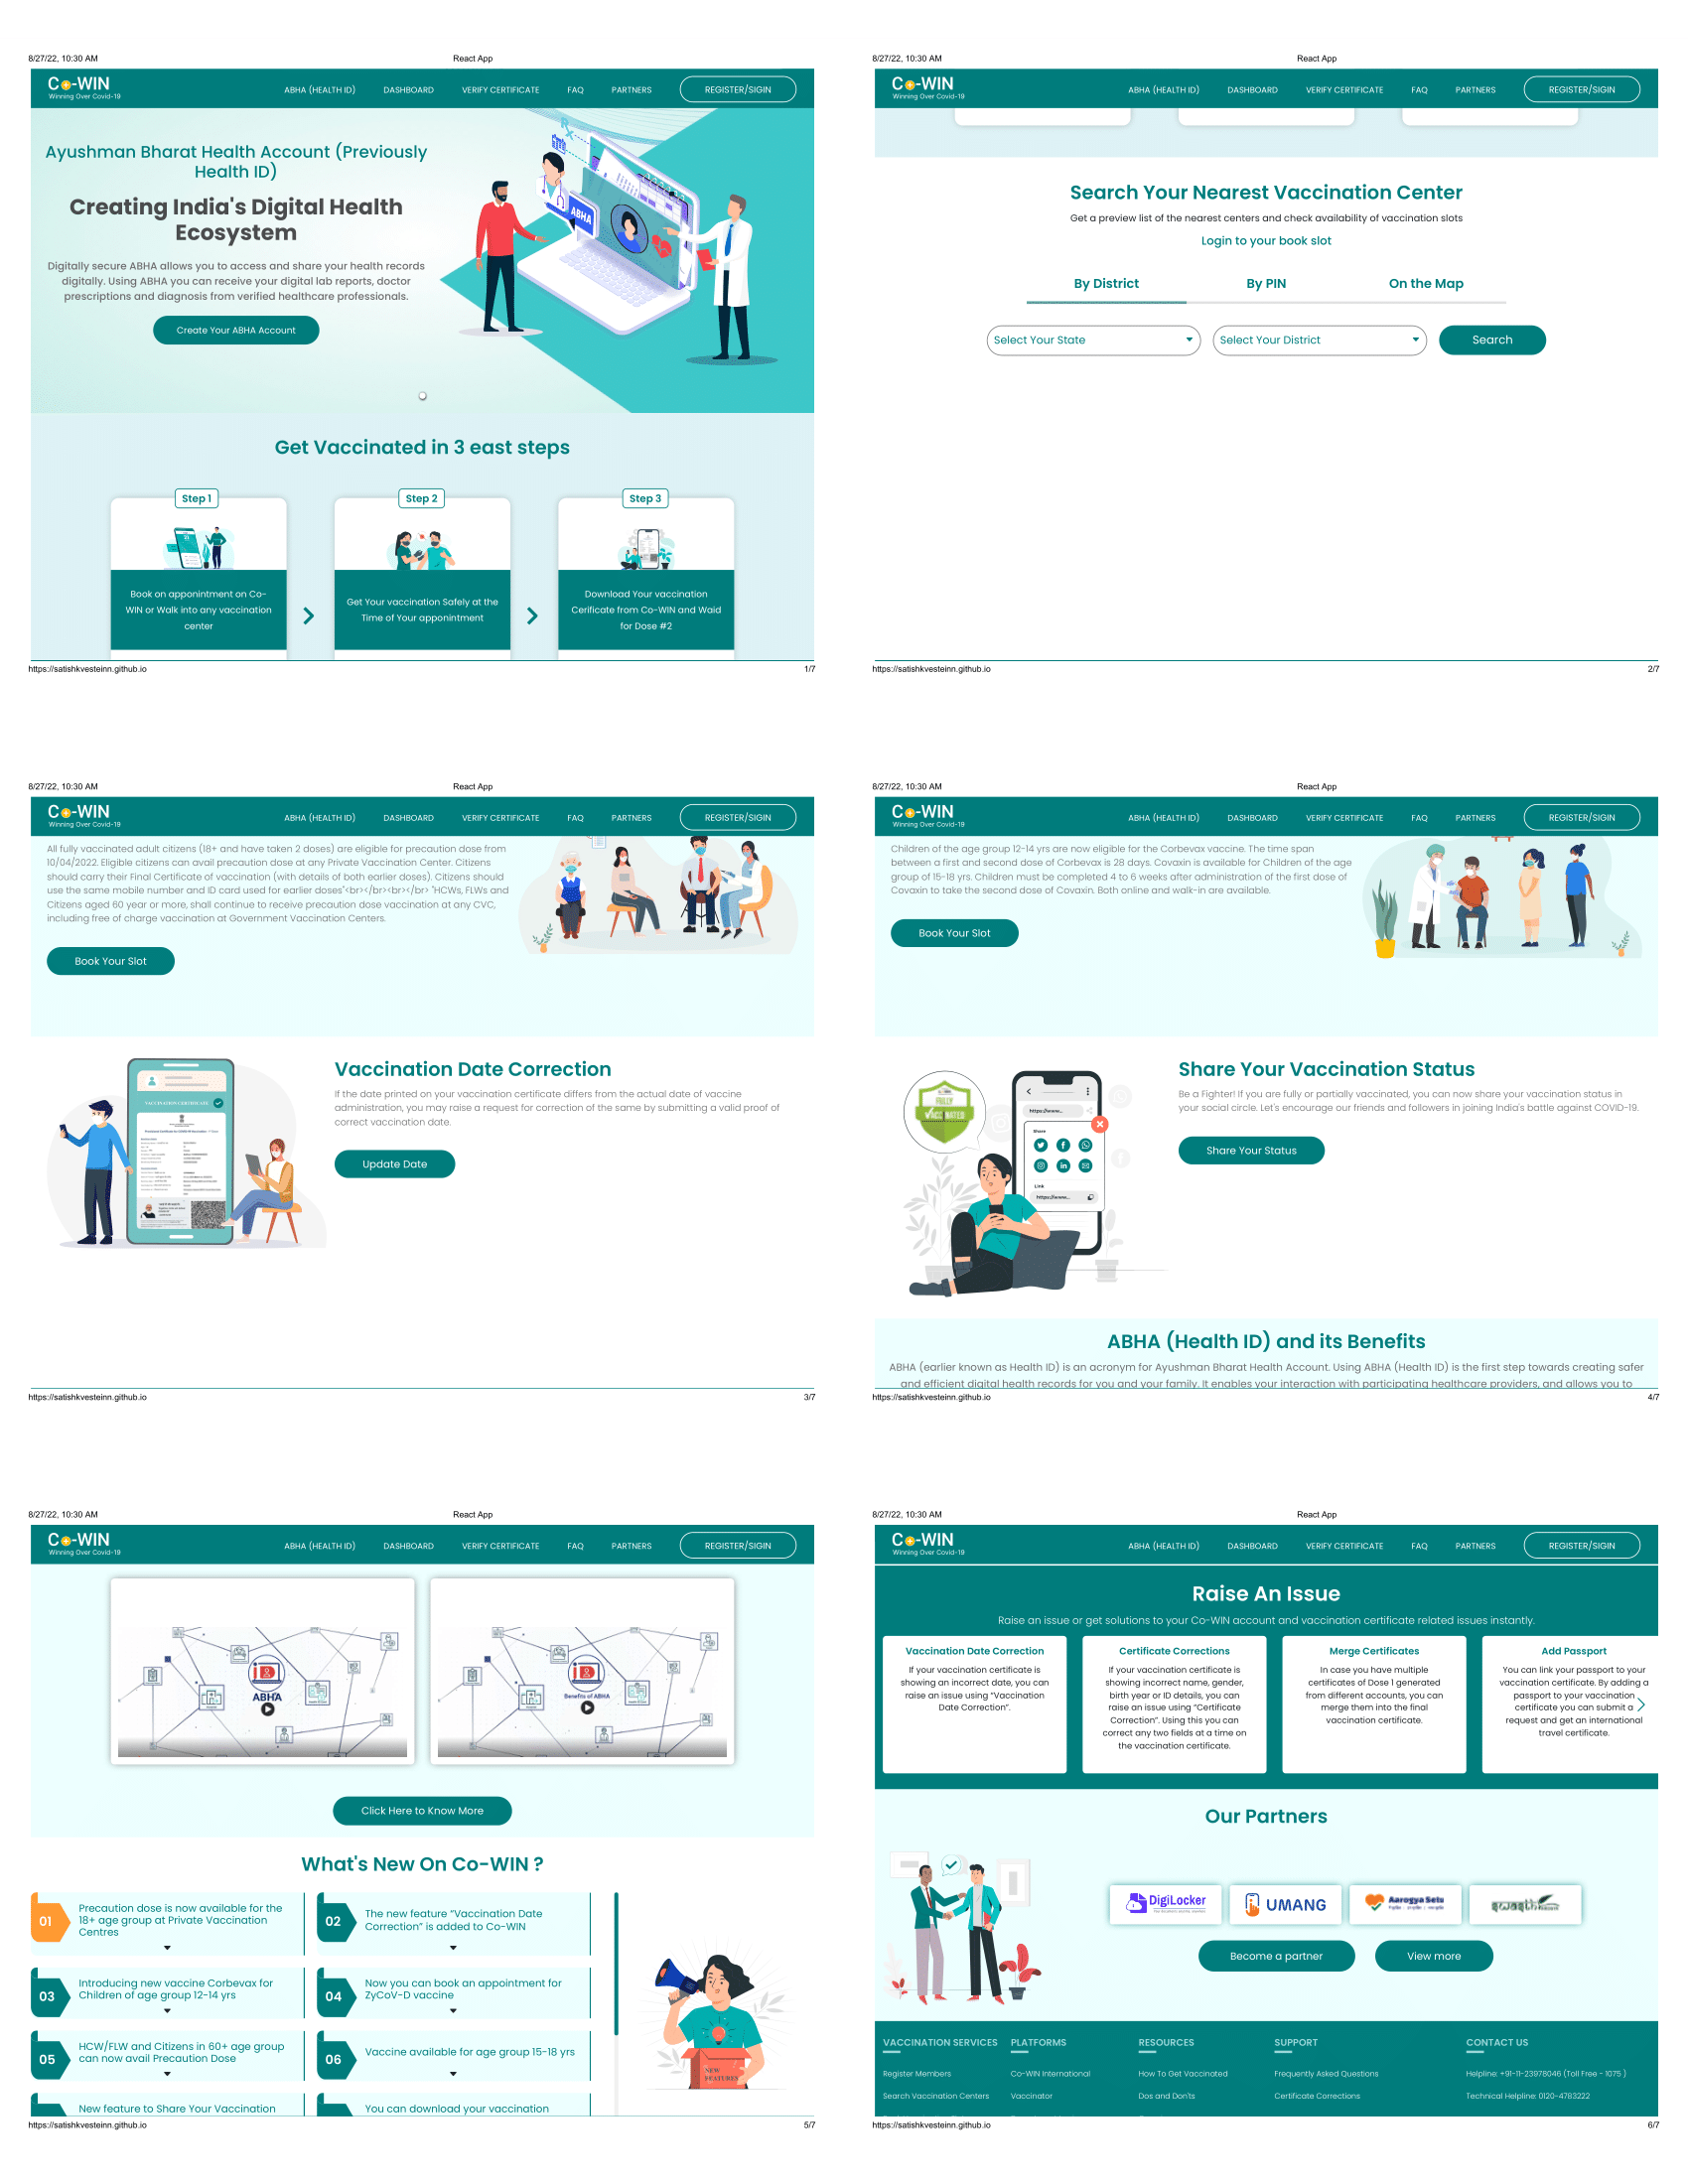 8/27/22, 10:30 AM
React App
Co-WIN
Winning Over Covid-19
ABHA (HEALTH ID)
DASHBOARD
VERIFY CERTIFICATE
FAQ
PARTNERS
REGISTER/SIGIN
Ayushman Bharat Health Account (Previously
Health ID)
Creating India's Digital Health
Ecosystem
Digitally secure ABHA allows you to access and share your health records
digitally. Using ABHA you can receive your digital lab reports, doctor
prescriptions and diagnosis from verified healthcare professionals.
Create Your ABHA Account
ABHA
Get Vaccinated in 3 east steps
Step 1
Step 2
Step 3
Book on apponintment on Co-
WIN or Walk into any vaccination
center
Get Your vaccination Safely at the
Time of Your apponintment
Download Your vaccination
Cerificate from Co-WIN and Waid
for Dose #2
https://satishkvesteinn.github.io
1/7
8/27/22, 10:30 AM
React App
Co-WIN
Winning Over Covid-19
ABHA (HEALTH ID)
DASHBOARD
VERIFY CERTIFICATE
FAQ
PARTNERS
REGISTER/SIGIN
Search Your Nearest Vaccination Center
Get a preview list of the nearest centers and check availability of vaccination slots
Login to your book slot
By District
By PIN
On the Map
Select Your State
Select Your District
Search
https://satishkvesteinn.github.io
2/7
8/27/22, 10:30 AM
React App
Co-WIN
Winning Over Covid-19
ABHA (HEALTH ID)
DASHBOARD
VERIFY CERTIFICATE
FAQ
PARTNERS
REGISTER/SIGIN
All fully vaccinated adult citizens (18+ and have taken 2 doses) are eligible for precaution dose from
10/04/2022. Eligible citizens can avail precaution dose at any Private Vaccination Center. Citizens
should carry their Final Certificate of vaccination (with details of both earlier doses). Citizens should
use the same mobile number and ID card used for earlier doses"<br></br><br></br> "HCWs, FLWs and
Citizens aged 60 year or more, shall continue to receive precaution dose vaccination at any CVC,
including free of charge vaccination at Government Vaccination Centers.
Book Your Slot
VACCINATION CERTIFICATE
Vaccination Date Correction
If the date printed on your vaccination certificate differs from the actual date of vaccine
administration, you may raise a request for correction of the same by submitting a valid proof of
correct vaccination date.
Update Date
https://satishkvesteinn.github.io
3/7
8/27/22, 10:30 AM
React App
Co-WIN
Winning Over Covid-19
ABHA (HEALTH ID)
DASHBOARD
VERIFY CERTIFICATE
FAQ
PARTNERS
REGISTER/SIGIN
Children of the age group 12-14 yrs are now eligible for the Corbevax vaccine. The time span
between a first and second dose of Corbevax is 28 days. Covaxin is available for Children of the age
group of 15-18 yrs. Children must be completed 4 to 6 weeks after administration of the first dose of
Covaxin to take the second dose of Covaxin. Both online and walk-in are available.
Book Your Slot
FULLY
VACCINATED
https://www...
Share
Link
https://www...
Share Your Vaccination Status
Be a Fighter! If you are fully or partially vaccinated, you can now share your vaccination status in
your social circle. Let's encourage our friends and followers in joining India's battle against COVID-19.
Share Your Status
ABHA (Health ID) and its Benefits
ABHA (earlier known as Health ID) is an acronym for Ayushman Bharat Health Account. Using ABHA (Health ID) is the first step towards creating safer
and efficient digital health records for you and your family. It enables your interaction with participating healthcare providers, and allows you to
https://satishkvesteinn.github.io
4/7
8/27/22, 10:30 AM
React App
Co-WIN
Winning Over Covid-19
ABHA (HEALTH ID)
DASHBOARD
VERIFY CERTIFICATE
FAQ
PARTNERS
REGISTER/SIGIN
ABHA
Benefits of ABHA
Click Here to Know More
What's New On Co-WIN ?
01
Precaution dose is now available for the
18+ age group at Private Vaccination
Centres
02
The new feature “Vaccination Date
Correction” is added to Co-WIN
03
Introducing new vaccine Corbevax for
Children of age group 12-14 yrs
04
Now you can book an appointment for
ZyCoV-D vaccine
05
HCW/FLW and Citizens in 60+ age group
can now avail Precaution Dose
06
Vaccine available for age group 15-18 yrs
New feature to Share Your Vaccination
You can download your vaccination
NEW
FEATURES
https://satishkvesteinn.github.io
5/7
8/27/22, 10:30 AM
React App
Co-WIN
Winning Over Covid-19
ABHA (HEALTH ID)
DASHBOARD
VERIFY CERTIFICATE
FAQ
PARTNERS
REGISTER/SIGIN
Raise An Issue
Raise an issue or get solutions to your Co-WIN account and vaccination certificate related issues instantly.
Vaccination Date Correction
If your vaccination certificate is
showing an incorrect date, you can
raise an issue using “Vaccination
Date Correction”.
Certificate Corrections
If your vaccination certificate is
showing incorrect name, gender,
birth year or ID details, you can
raise an issue using “Certificate
Correction”. Using this you can
correct any two fields at a time on
the vaccination certificate.
Merge Certificates
In case you have multiple
certificates of Dose 1 generated
from different accounts, you can
merge them into the final
vaccination certificate.
Add Passport
You can link your passport to your
vaccination certificate. By adding a
passport to your vaccination
certificate you can submit a
request and get an international
travel certificate.
Our Partners
DigiLocker
UMANG
Aarogya Setu
swasth
Become a partner
View more
VACCINATION SERVICES
Register Members
Search Vaccination Centers
PLATFORMS
Co-WIN International
Vaccinator
RESOURCES
How To Get Vaccinated
Dos and Don'ts
SUPPORT
Frequently Asked Questions
Certificate Corrections
CONTACT US
Helpline: +91-11-23978046 (Toll Free - 1075 )
Technical Helpline: 0120-4783222
https://satishkvesteinn.github.io
6/7